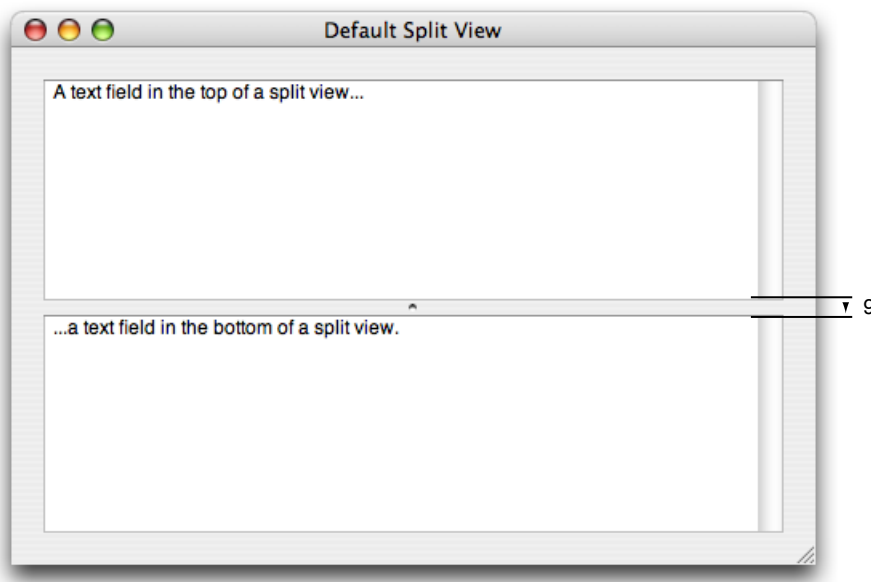 Default Split View
A text field in the top of a split view...
9
...a text field in the bottom of a split view.